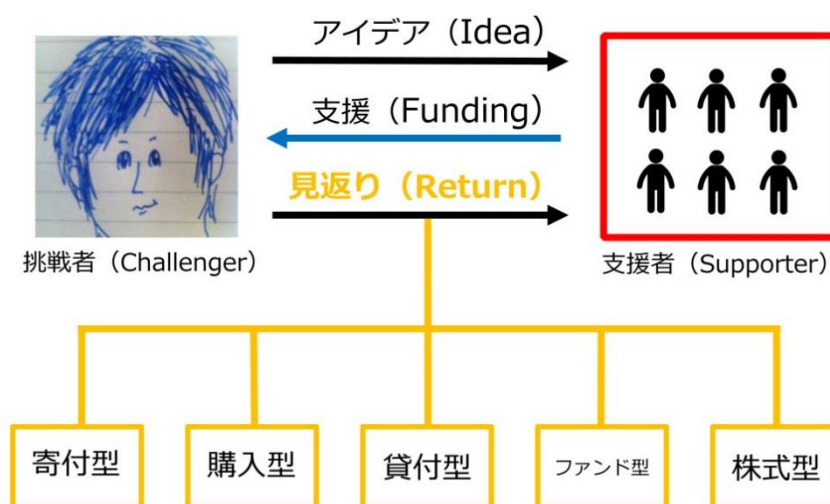 アイデア（Idea）
支援（Funding）
見返り（Return）
挑戦者（Challenger）
支援者（Supporter）
寄付型
購入型
貸付型
ファンド型
株式型